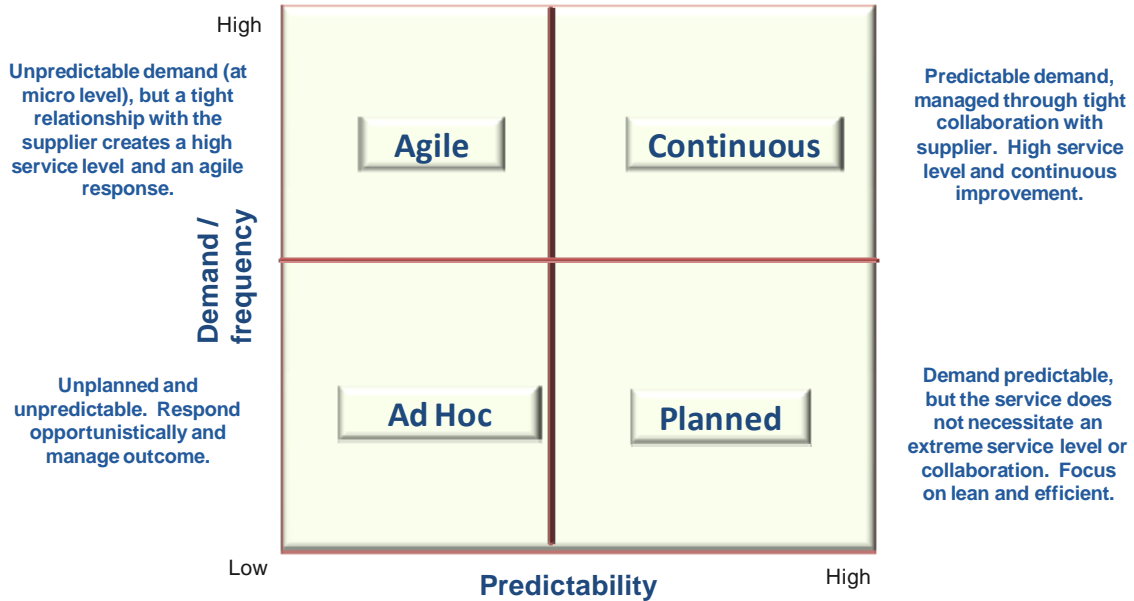 High
Unpredictable demand (at
micro level), but a tight
relationship with the
supplier creates a high
service level and an agile
response.
Agile
Continuous
Predictable demand,
managed through tight
collaboration with
supplier. High service
level and continuous
improvement.
Demand /
frequency
Unplanned and
unpredictable. Respond
opportunistically and
manage outcome.
Ad Hoc
Planned
Demand predictable,
but the service does
not necessitate an
extreme service level or
collaboration. Focus
on lean and efficient.
Low
Predictability
High